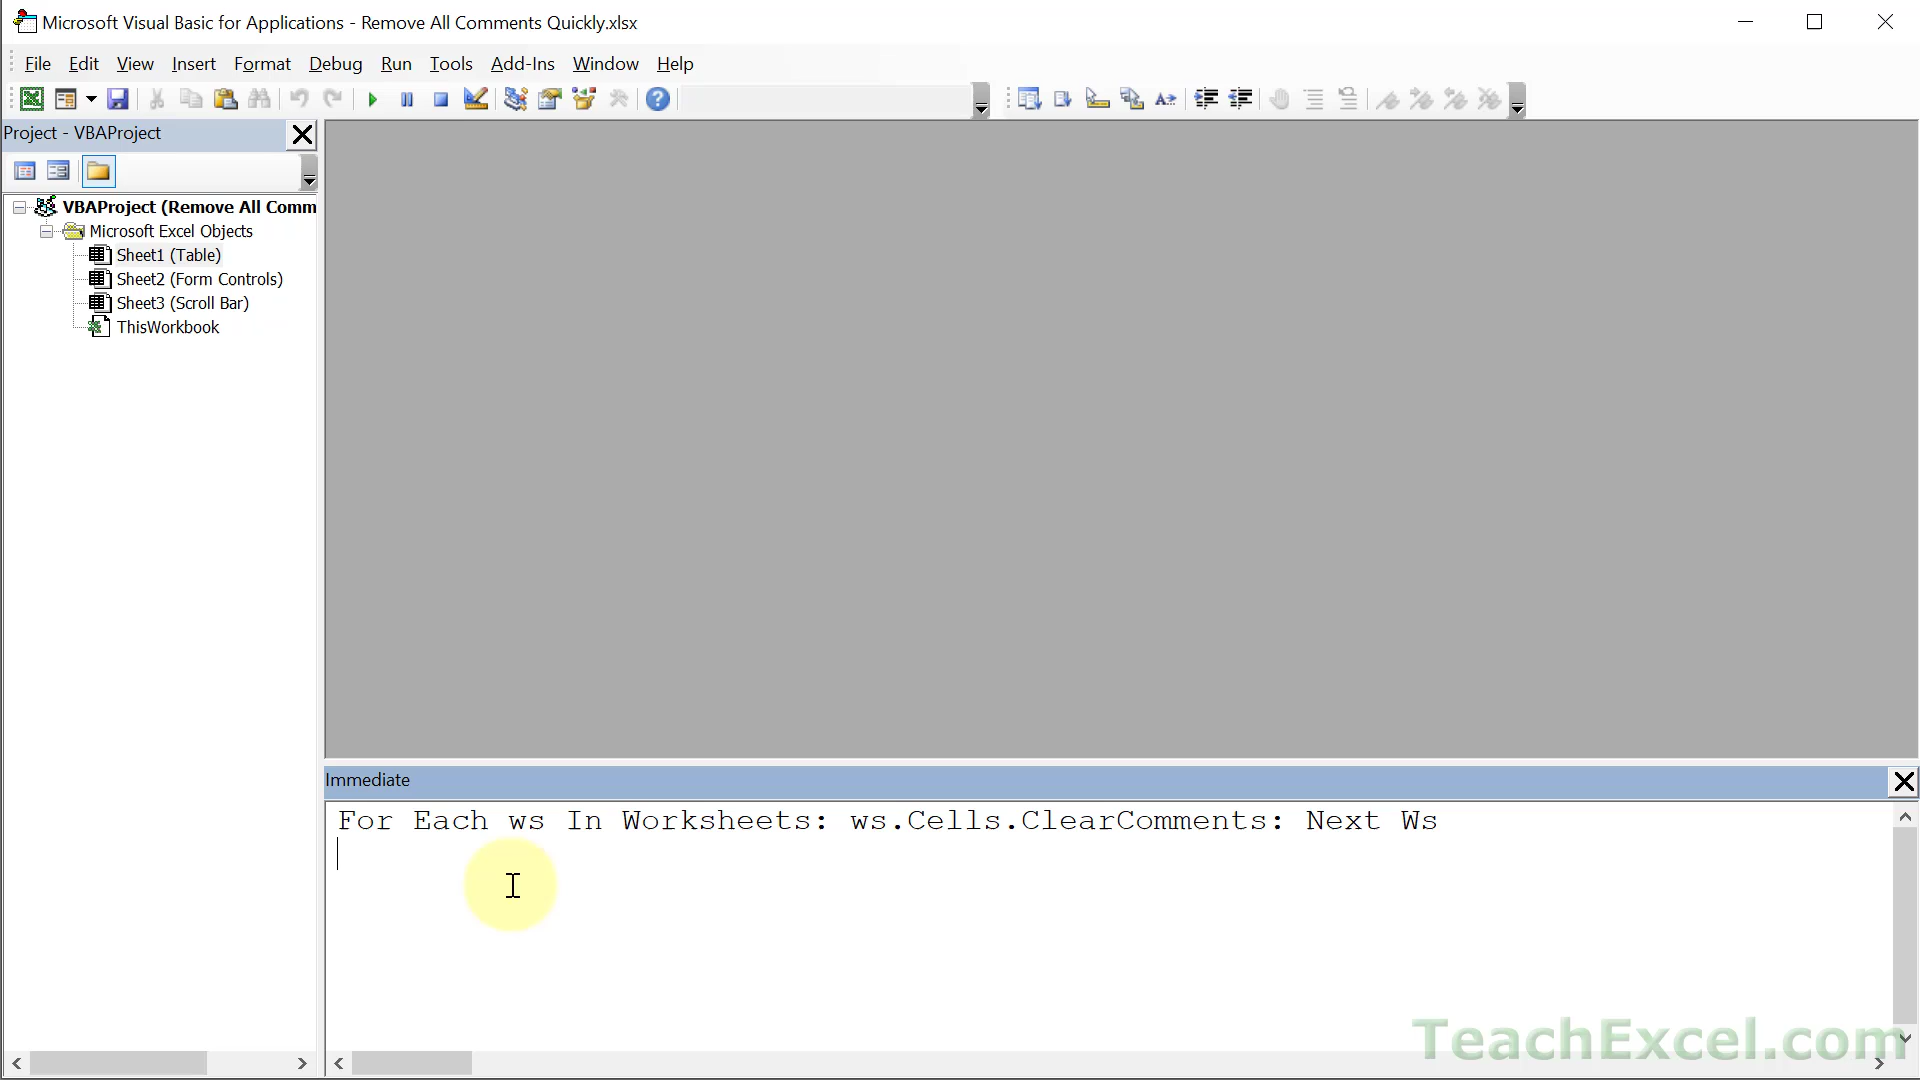 Microsoft Visual Basic for Applications - Remove All Comments Quickly.xlsx
File Edit View Insert Format Debug Run Tools Add-Ins Window Help
Project - VBAProject
VBAProject (Remove All Comm
Microsoft Excel Objects
Sheet1 (Table)
Sheet2 (Form Controls)
Sheet3 (Scroll Bar)
ThisWorkbook
Immediate
For Each ws In Worksheets: ws.Cells.ClearComments: Next Ws
TeachExcel.com